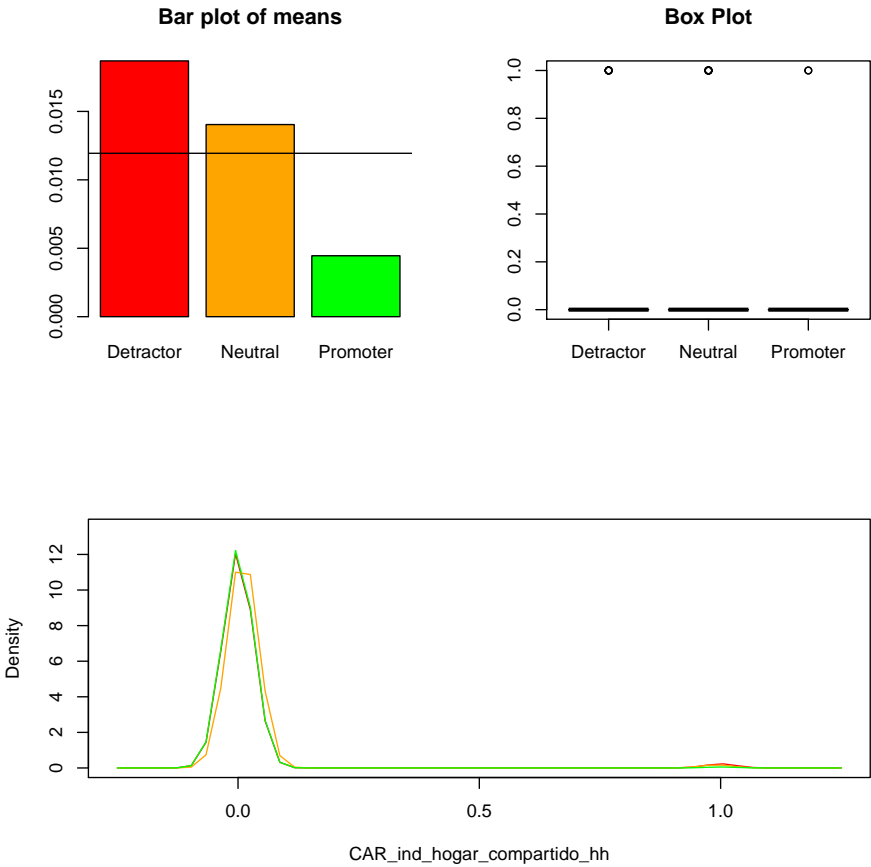 Bar plot of means
0.000 0.005 0.010 0.015
Detractor Neutral Promoter
Box Plot
0.0 0.2 0.4 0.6 0.8 1.0
Detractor Neutral Promoter
Density
0 2 4 6 8 10 12
0.0 0.5 1.0
CAR_ind_hogar_compartido_hh